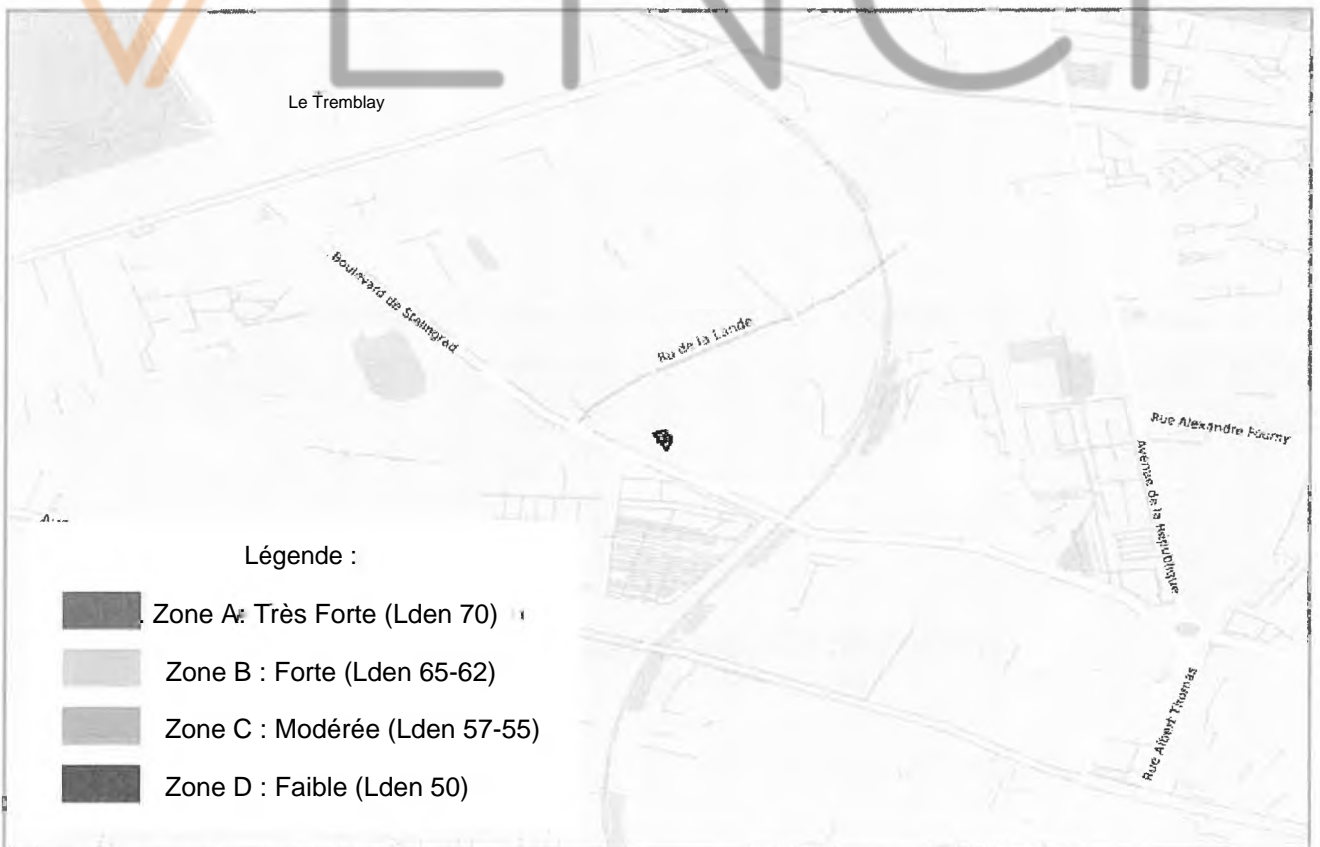 VENCI
Le Tremblay
Boulevard de Stalingrad
Ru de la Lande
Rue Alexandre Fourny
Avenue de la République
Rue Albert Thomas
Légende :
Zone A: Très Forte (Lden 70)
Zone B : Forte (Lden 65-62)
Zone C : Modérée (Lden 57-55)
Zone D : Faible (Lden 50)